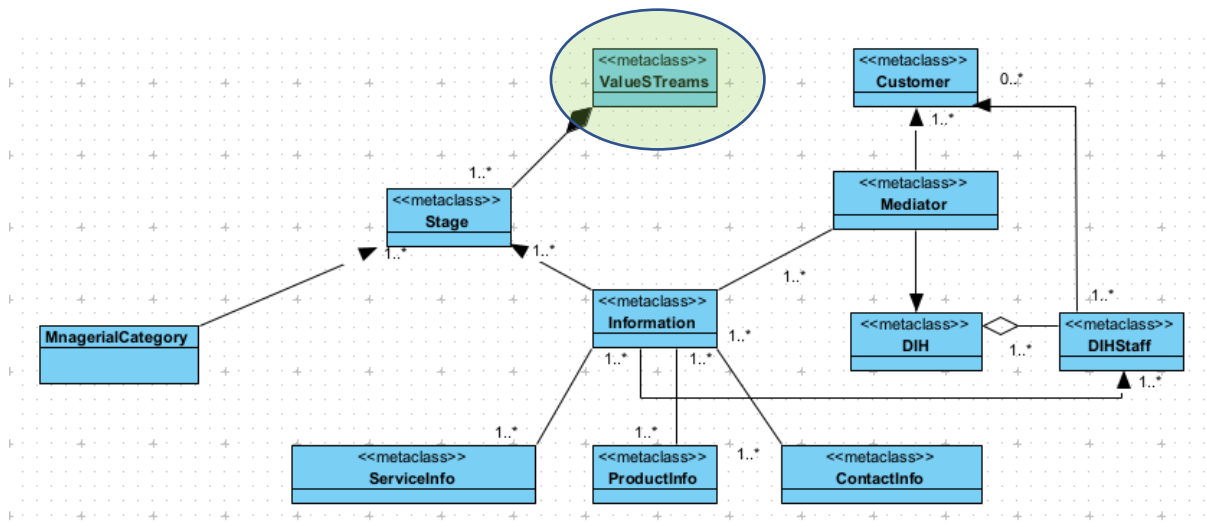 <<metaclass>>
ValueSTreams
<<metaclass>>
Customer
0..*
1..*
1..*
<<metaclass>>
Mediator
<<metaclass>>
Stage
1..*
1..*
1..*
<<metaclass>>
Information
1..*
<<metaclass>>
DIH
1..*
1..*
<<metaclass>>
DIHStaff
MnagerialCategory
1..*
1..*
1..*
1..*
1..*
1..*
1..*
<<metaclass>>
ServiceInfo
<<metaclass>>
ProductInfo
<<metaclass>>
ContactInfo